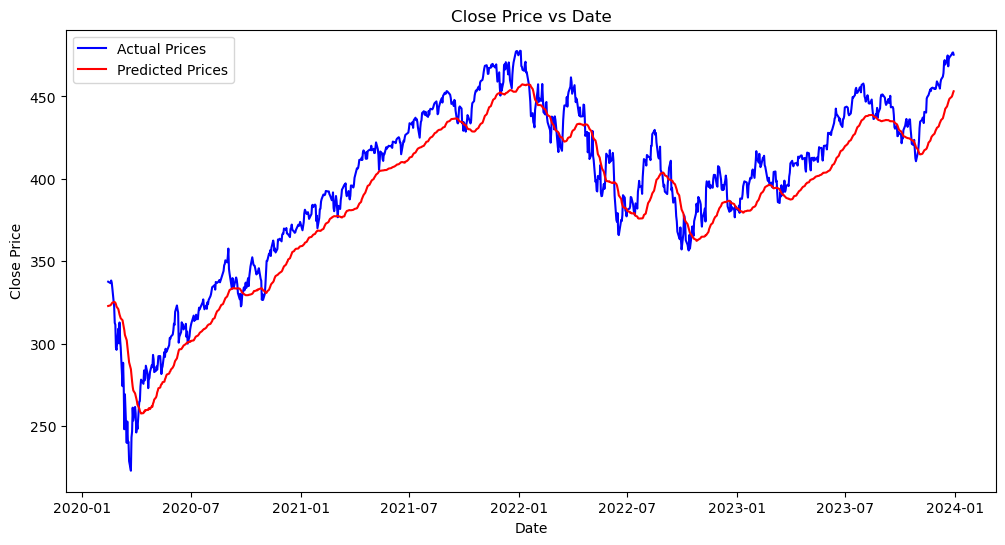 Close Price vs Date
Actual Prices
Predicted Prices
Close Price
450
400
350
300
250
2020-01 2020-07 2021-01 2021-07 2022-01 2022-07 2023-01 2023-07 2024-01
Date